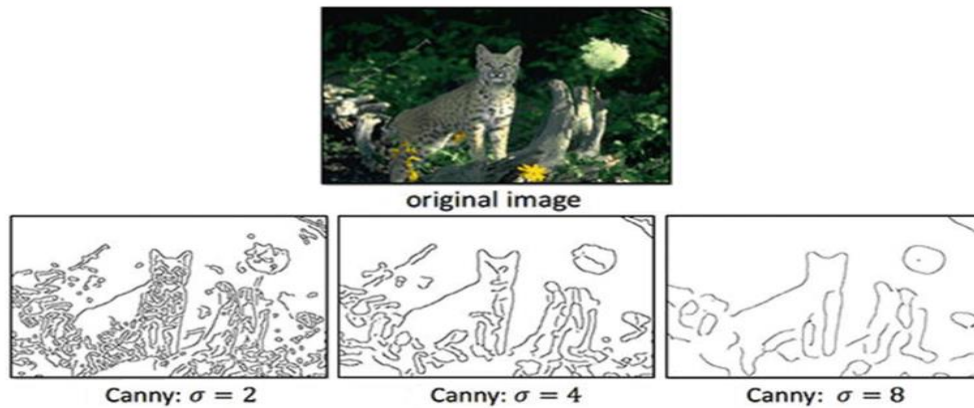 original image
Canny: σ = 2
Canny: σ = 4
Canny: σ = 8